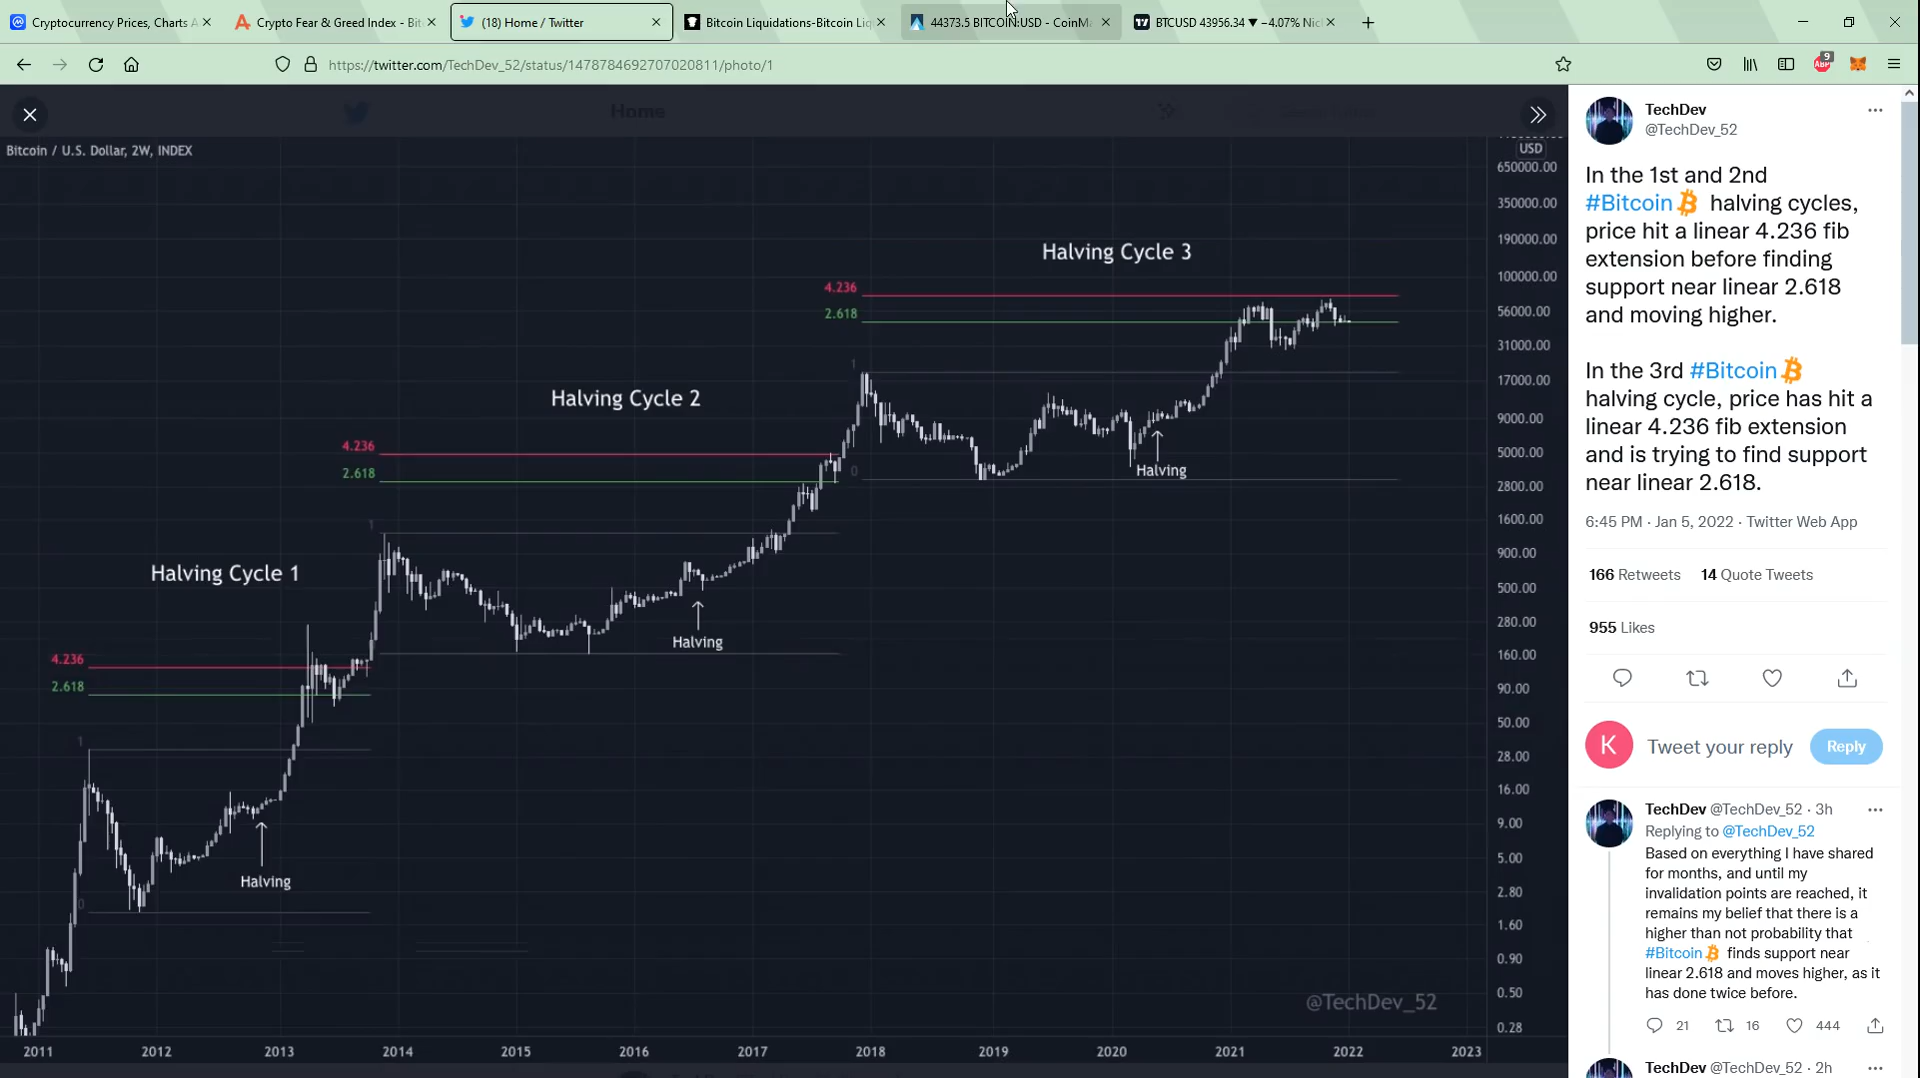 Cryptocurrency Prices, Charts A
Crypto Fear & Greed Index - Bit
(18) Home / Twitter
Bitcoin Liquidations-Bitcoin Li
44373.5 BITCOIN:USD - CoinM
BTCUSD 43956.34 ▼ −4.07%
https://twitter.com/TechDev_52/status/1478784692707020811/photo/1
9
ABP
Home
Bitcoin / U.S. Dollar, 2W, INDEX
USD
650000.00
350000.00
190000.00
100000.00
56000.00
31000.00
17000.00
9000.00
5000.00
2800.00
1600.00
900.00
500.00
280.00
160.00
90.00
50.00
28.00
16.00
9.00
5.00
2.80
1.60
0.90
0.50
0.28
Halving Cycle 3
4.236
2.618
1
0
Halving
Halving Cycle 2
4.236
2.618
1
Halving
Halving Cycle 1
4.236
2.618
1
0
Halving
@TechDev_52
2011 2012 2013 2014 2015 2016 2017 2018 2019 2020 2021 2022 2023
TechDev
@TechDev_52
In the 1st and 2nd
#Bitcoin halving cycles,
price hit a linear 4.236 fib
extension before finding
support near linear 2.618
and moving higher.
In the 3rd #Bitcoin
halving cycle, price has hit a
linear 4.236 fib extension
and is trying to find support
near linear 2.618.
6:45 PM · Jan 5, 2022 · Twitter Web App
166 Retweets 14 Quote Tweets
955 Likes
K
Tweet your reply
Reply
TechDev @TechDev_52 · 3h
Replying to @TechDev_52
Based on everything I have shared
for months, and until my
invalidation points are reached, it
remains my belief that there is a
higher than not probability that
#Bitcoin finds support near
linear 2.618 and moves higher, as it
has done twice before.
21 16 444
TechDev @TechDev_52 · 2h